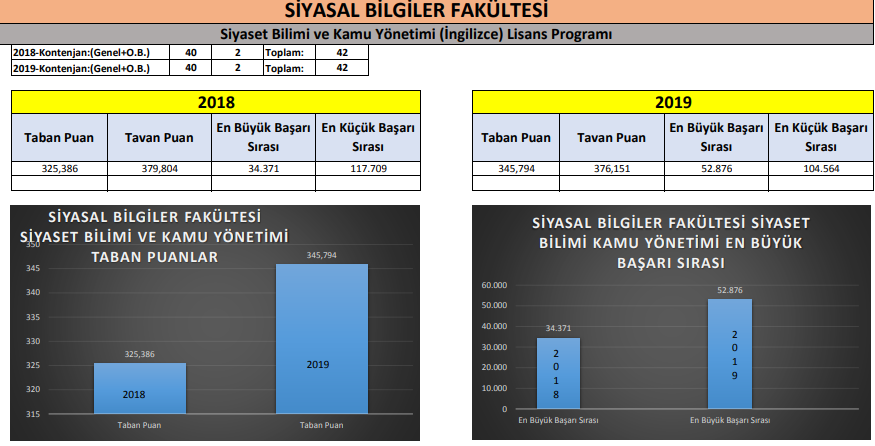 SİYASAL BİLGİLER FAKÜLTESİ
Siyaset Bilimi ve Kamu Yönetimi (İngilizce) Lisans Programı
2018-Kontenjan:(Genel+O.B.) 40 2 Toplam: 42
2019-Kontenjan:(Genel+O.B.) 40 2 Toplam: 42
2018
Taban Puan Tavan Puan En Büyük Başarı Sırası En Küçük Başarı Sırası
325,386 379,804 34.371 117.709
2019
Taban Puan Tavan Puan En Büyük Başarı Sırası En Küçük Başarı Sırası
345,794 376,151 52.876 104.564
SİYASAL BİLGİLER FAKÜLTESİ
SİYASET BİLİMİ VE KAMU YÖNETİMİ
TABAN PUANLAR
350
345
340
335
330
325
320
315
325,386
345,794
2018
2019
Taban Puan Taban Puan
SİYASAL BİLGİLER FAKÜLTESİ SİYASET
BİLİMİ KAMU YÖNETİMİ EN BÜYÜK
BAŞARI SIRASI
60.000
50.000
40.000
30.000
20.000
10.000
0
34.371
52.876
2018
2019
En Büyük Başarı Sırası En Büyük Başarı Sırası